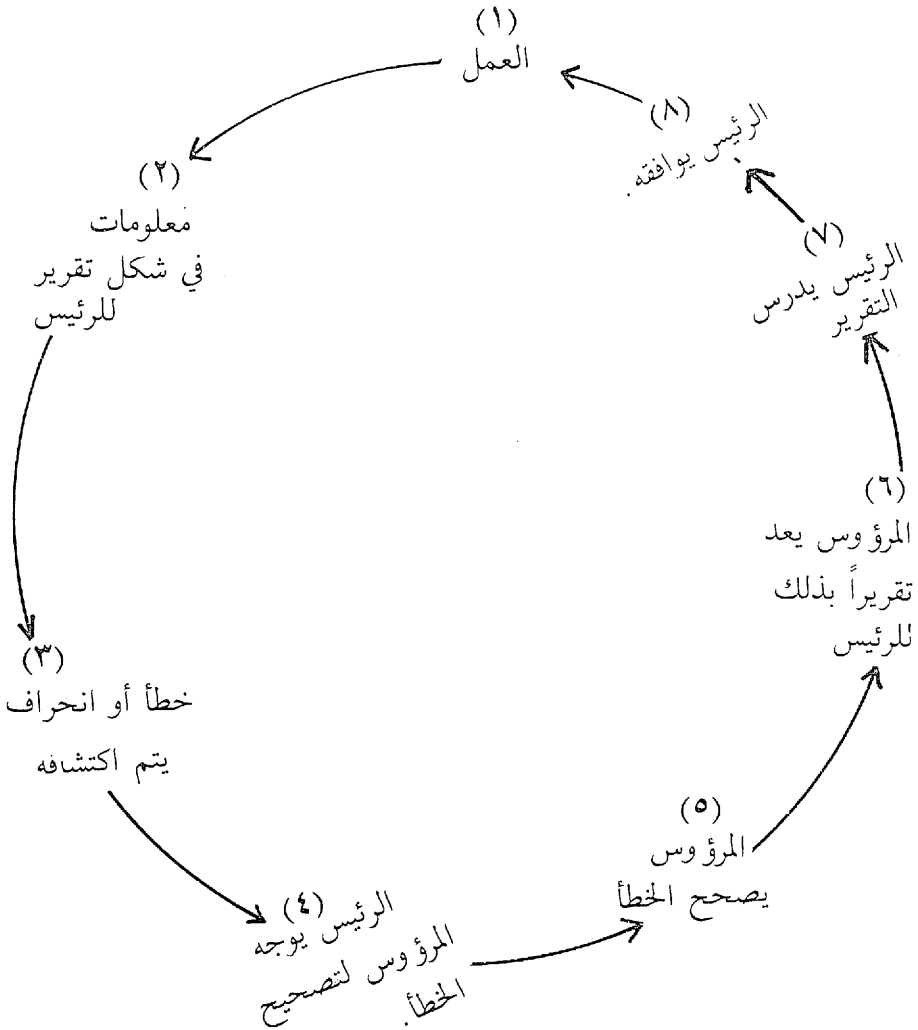 (١)
العمل
(٢)
معلومات
في شكل تقرير
للرئيس
(٣)
خطأ أو انحراف
يتم اكتشافه
(٤)
الرئيس يوجه
المرؤوس لتصحيح
الخطأ.
(٥)
المرؤوس
يصحح الخطأ
(٦)
المرؤوس يعد
تقريراً بذلك
للرئيس
(٧)
الرئيس يدرس
التقرير
(٨)
الرئيس يوافقه.